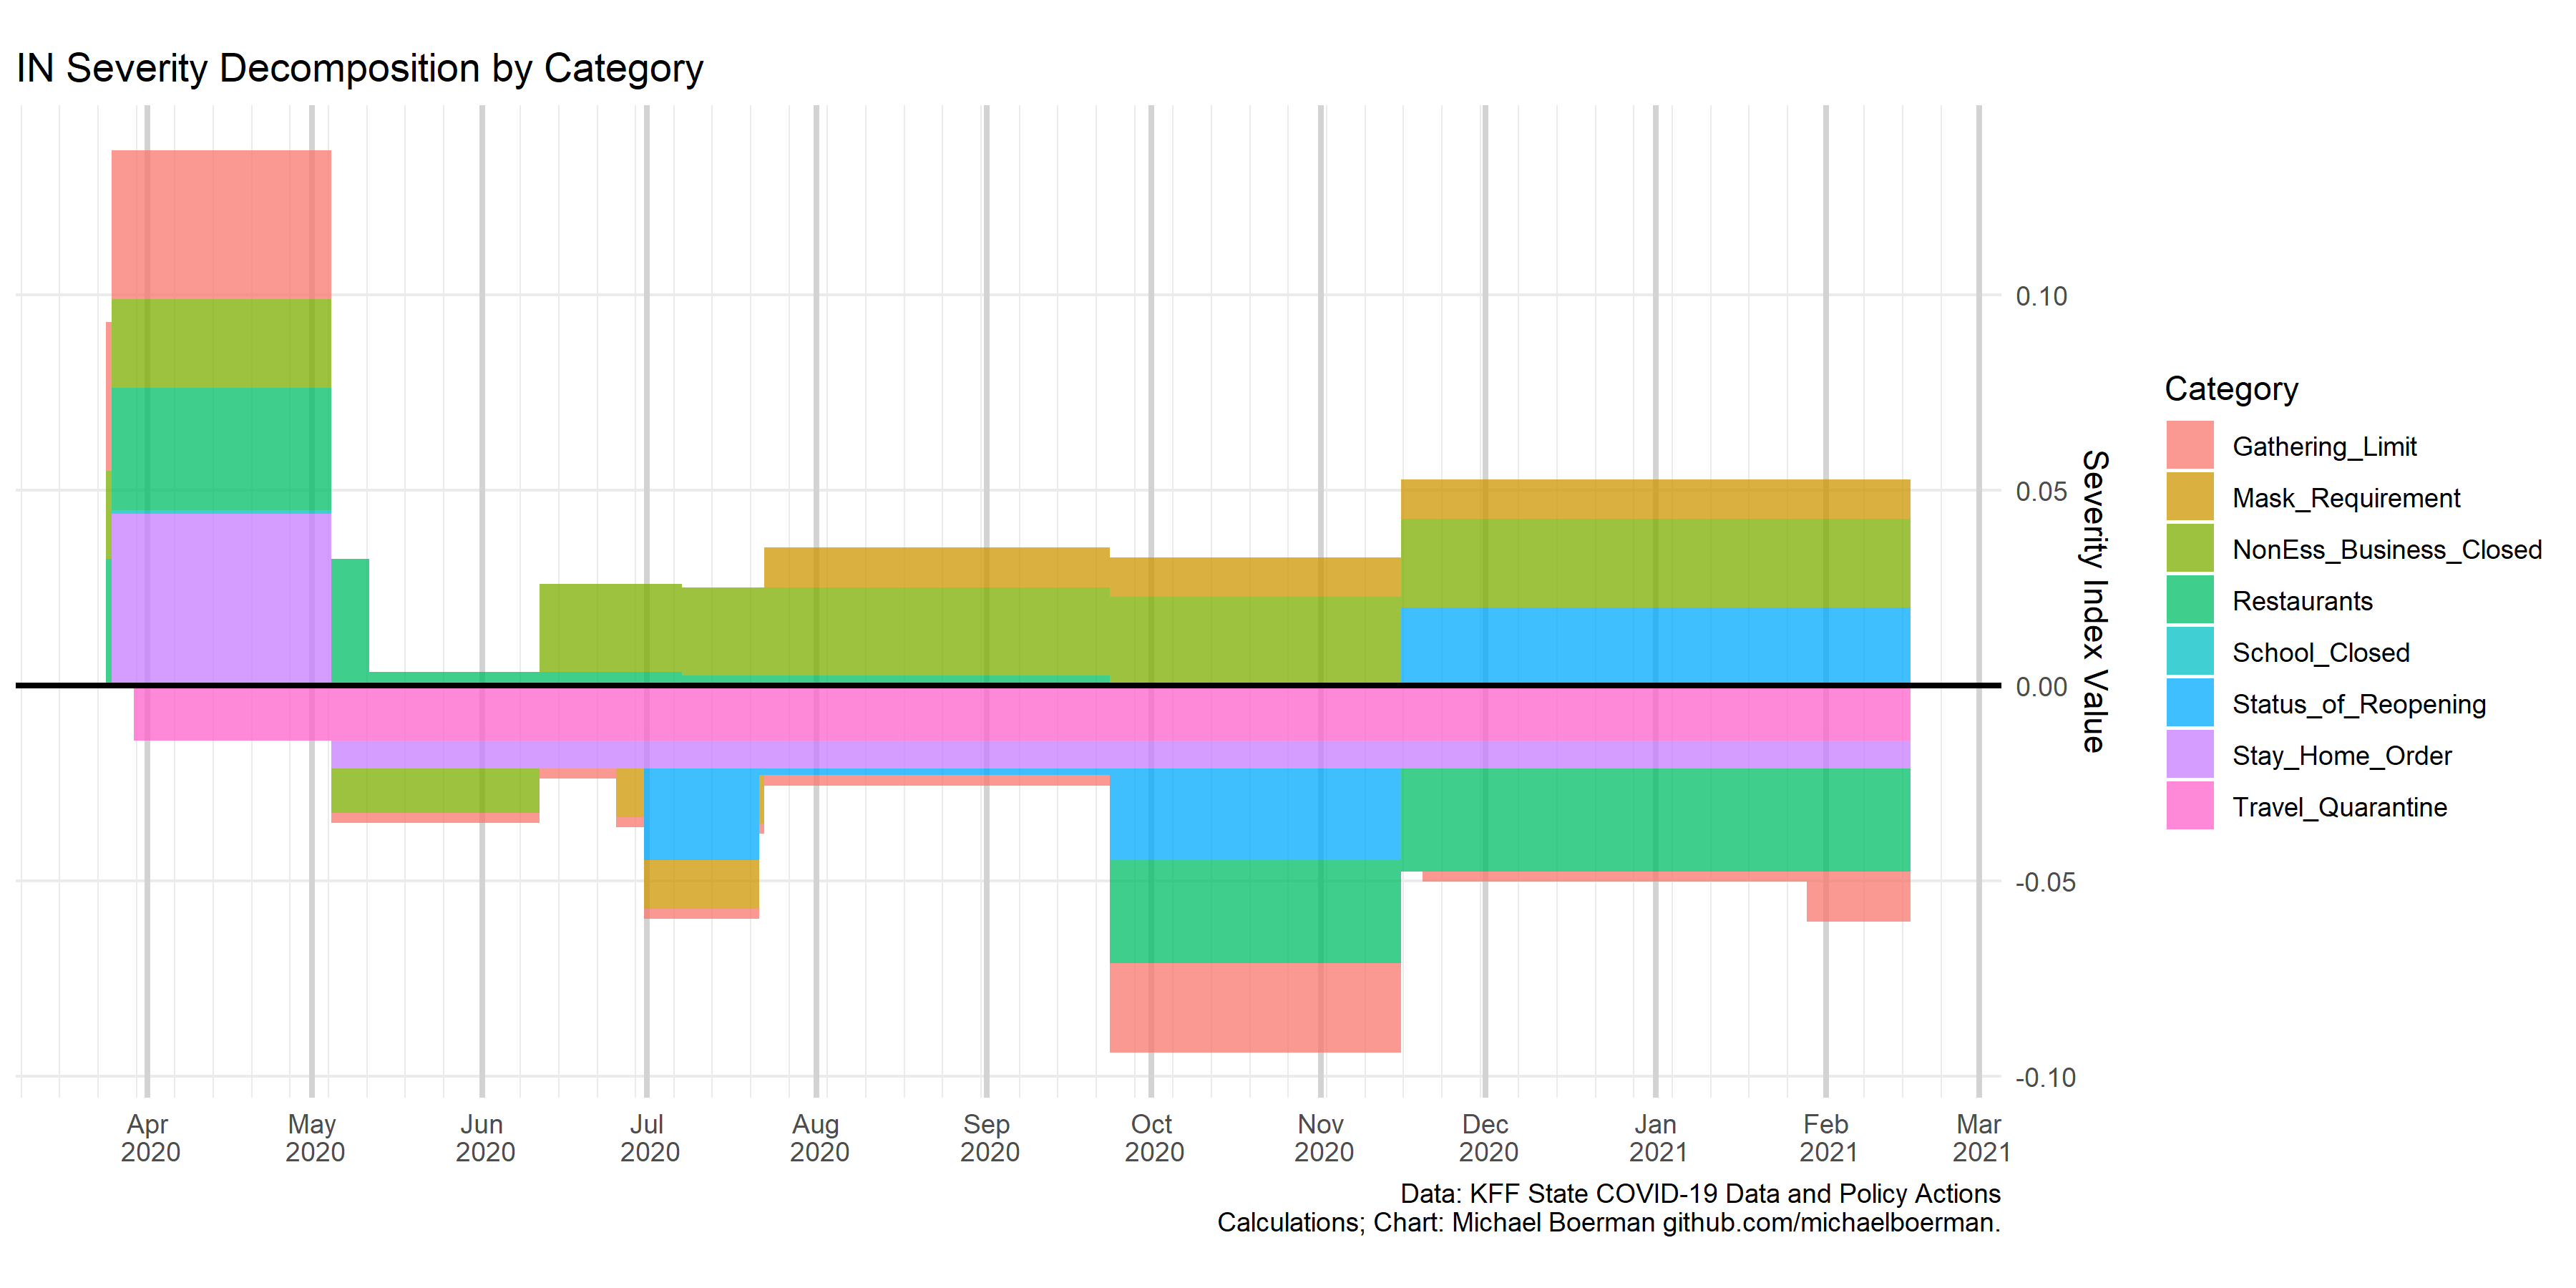 IN Severity Decomposition by Category
0.10
0.05
0.00
-0.05
-0.10
Severity Index Value
Apr
2020
May
2020
Jun
2020
Jul
2020
Aug
2020
Sep
2020
Oct
2020
Nov
2020
Dec
2020
Jan
2021
Feb
2021
Mar
2021
Category
Gathering_Limit
Mask_Requirement
NonEss_Business_Closed
Restaurants
School_Closed
Status_of_Reopening
Stay_Home_Order
Travel_Quarantine
Data: KFF State COVID-19 Data and Policy Actions
Calculations; Chart: Michael Boerman github.com/michaelboerman.